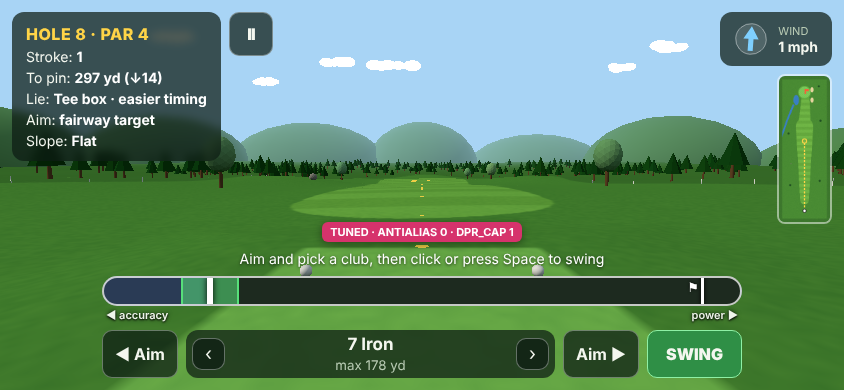 HOLE 8 · PAR 4
Stroke: 1
To pin: 297 yd (↓14)
Lie: Tee box · easier timing
Aim: fairway target
Slope: Flat
WIND
1 mph
TUNED · ANTIALIAS 0 · DPR_CAP 1
Aim and pick a club, then click or press Space to swing
◀ accuracy
power ▶
◀ Aim
‹
7 Iron
max 178 yd
›
Aim ▶
SWING